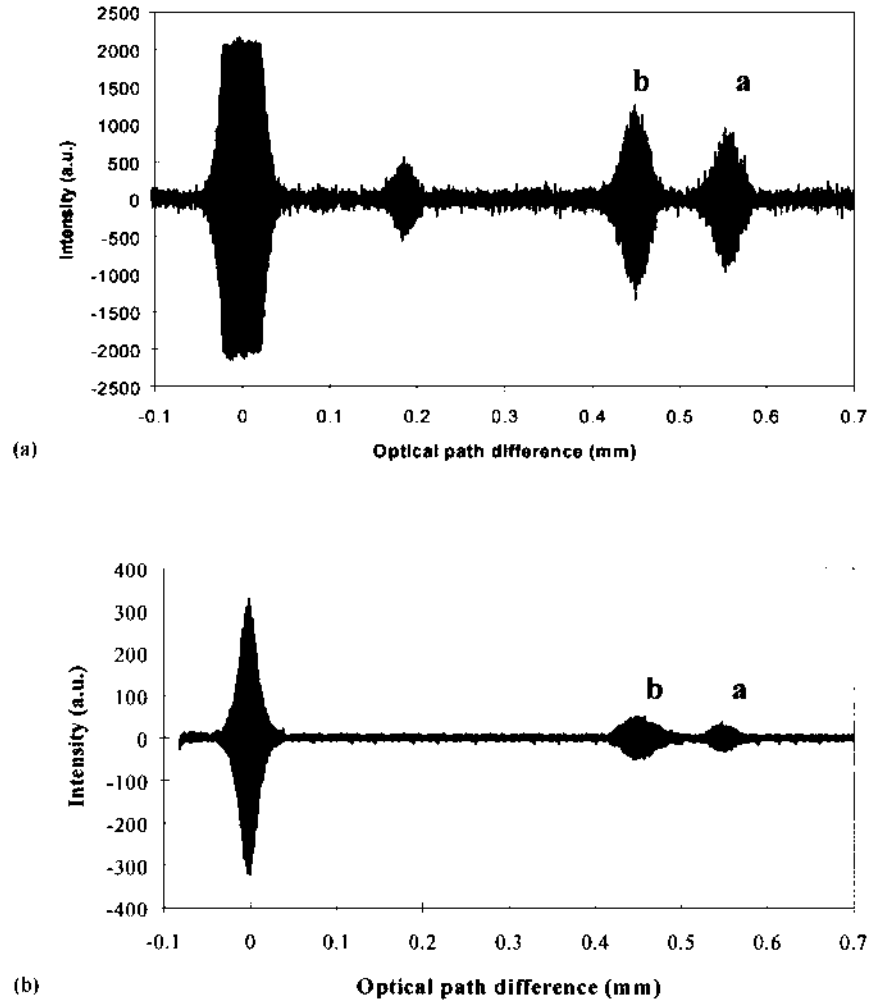 2500
2000
1500
1000
500
0
-500
-1000
-1500
-2000
-2500
Intensity (a.u.)
b
a
-0.1 0 0.1 0.2 0.3 0.4 0.5 0.6 0.7
(a)
Optical path difference (mm)
400
300
200
100
0
-100
-200
-300
-400
Intensity (a.u.)
b
a
-0.1 0 0.1 0.2 0.3 0.4 0.5 0.6 0.7
(b)
Optical path difference (mm)